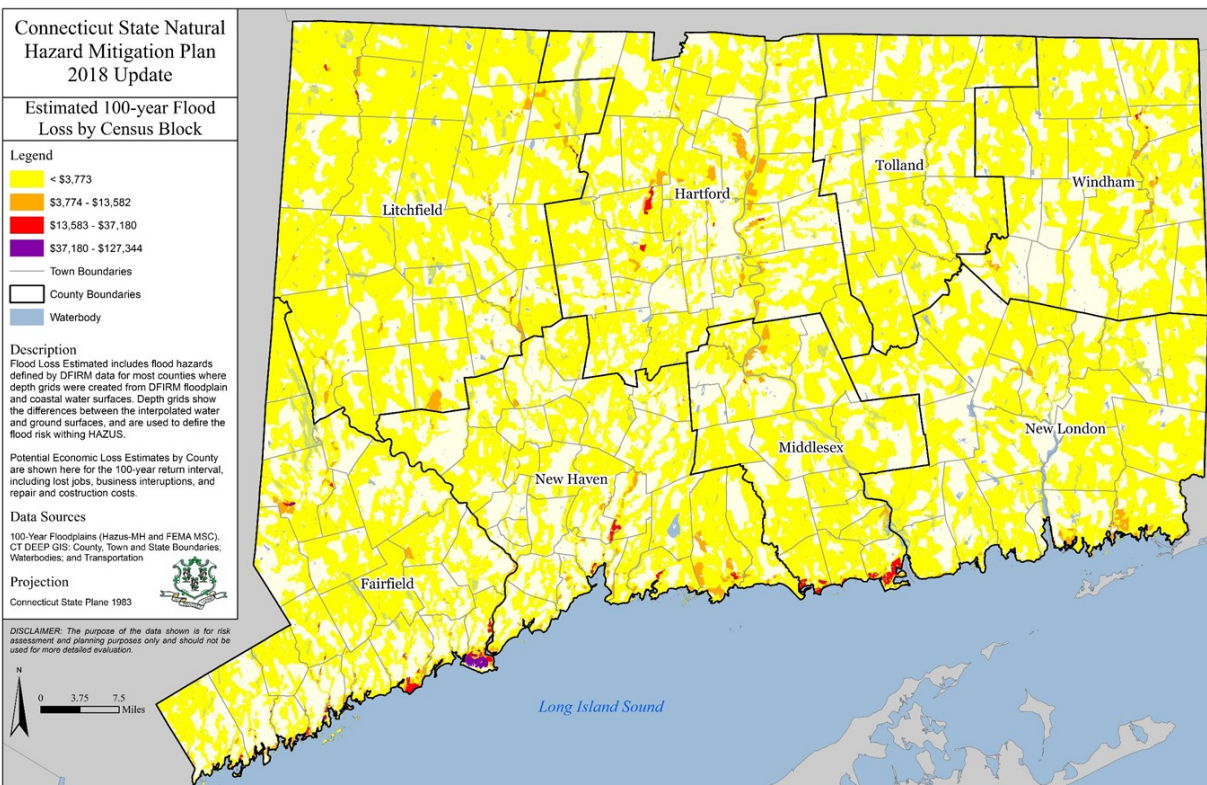 Connecticut State Natural
Hazard Mitigation Plan
2018 Update
Estimated 100-year Flood
Loss by Census Block
Legend
< $3,773
$3,774 - $13,582
$13,583 - $37,180
$37,180 - $127,344
Town Boundaries
County Boundaries
Waterbody
Description
Flood Loss Estimated includes flood hazards
defined by DFIRM data for most counties where
depth grids were created from DFIRM floodplain
and coastal water surfaces. Depth grids show
the differences between the interpolated water
and ground surfaces, and are used to defire the
flood risk withing HAZUS.
Potential Economic Loss Estimates by County
are shown here for the 100-year return interval,
including lost jobs, business interuptions, and
repair and costruction costs.
Data Sources
100-Year Floodplains (Hazus-MH and FEMA MSC).
CT DEEP GIS: County, Town and State Boundaries;
Waterbodies; and Transportation
Projection
Connecticut State Plane 1983
DISCLAIMER: The purpose of the data shown is for risk
assessment and planning purposes only and should not be
used for more detailed evaluation.
N
0 3.75 7.5
Miles
Litchfield
Hartford
Tolland
Windham
New Haven
Middlesex
New London
Fairfield
Long Island Sound